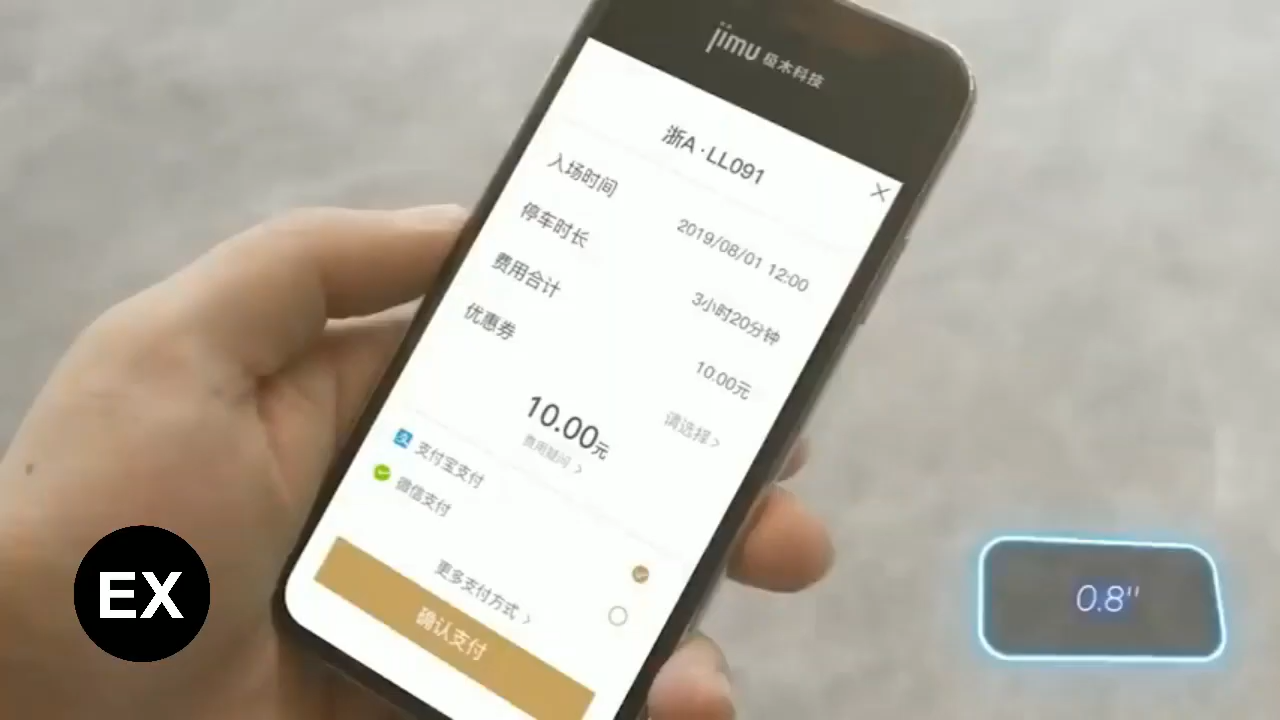 jimu 极木科技
浙A·LL091
入场时间 2019/08/01 12:00
停车时长 3小时20分钟
费用合计 10.00元
优惠券 请选择 >
10.00元
费用疑问 >
支付宝支付
微信支付
更多支付方式 >
确认支付
EX
0.8"